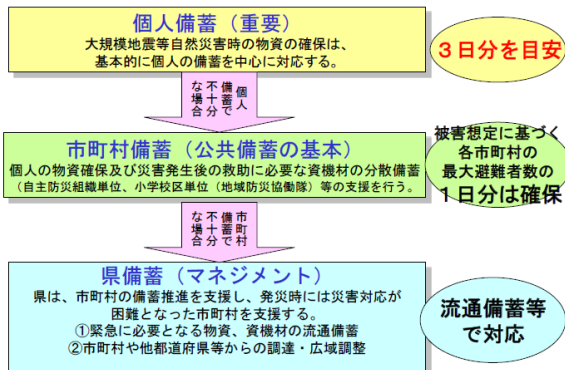 個人備蓄（重要）
大規模地震等自然災害時の物資の確保は、
基本的に個人の備蓄を中心に対応する。
３日分を目安
個人
備蓄で
不十分
な場合
市町村備蓄（公共備蓄の基本）
個人の物資確保及び災害発生後の救助に必要な資機材の分散備蓄
（自主防災組織単位、小学校区単位（地域防災協働隊）等の支援を行う。
被害想定に基づく
各市町村の
最大避難者数の
１日分は確保
市町村
備蓄で
不十分
な場合
県備蓄（マネジメント）
県は、市町村の備蓄推進を支援し、発災時には災害対応が
困難となった市町村を支援する。
①緊急に必要となる物資、資機材の流通備蓄
②市町村や他都道府県等からの調達・広域調整
流通備蓄等
で対応